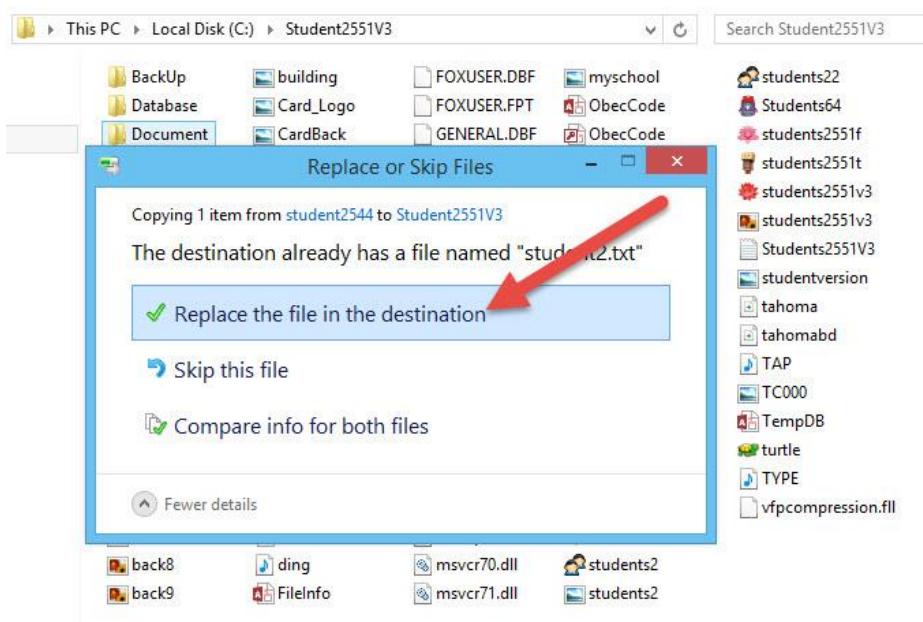 This PC Local Disk (C:) Student2551V3 Search Student2551V3
BackUp building FOXUSER.DBF myschool students22
Database Card_Logo FOXUSER.FPT ObecCode Students64
Document CardBack GENERAL.DBF ObecCode students2551f
students2551t
students2551v3
students2551v3
Students2551V3
studentversion
tahoma
tahomabd
TAP
TC000
TempDB
turtle
TYPE
vfpcompression.fll
Replace or Skip Files
Copying 1 item from student2544 to Student2551V3
The destination already has a file named "student2.txt"
Replace the file in the destination
Skip this file
Compare info for both files
Fewer details
back8 ding msvcr70.dll students2
back9 FileInfo msvcr71.dll students2